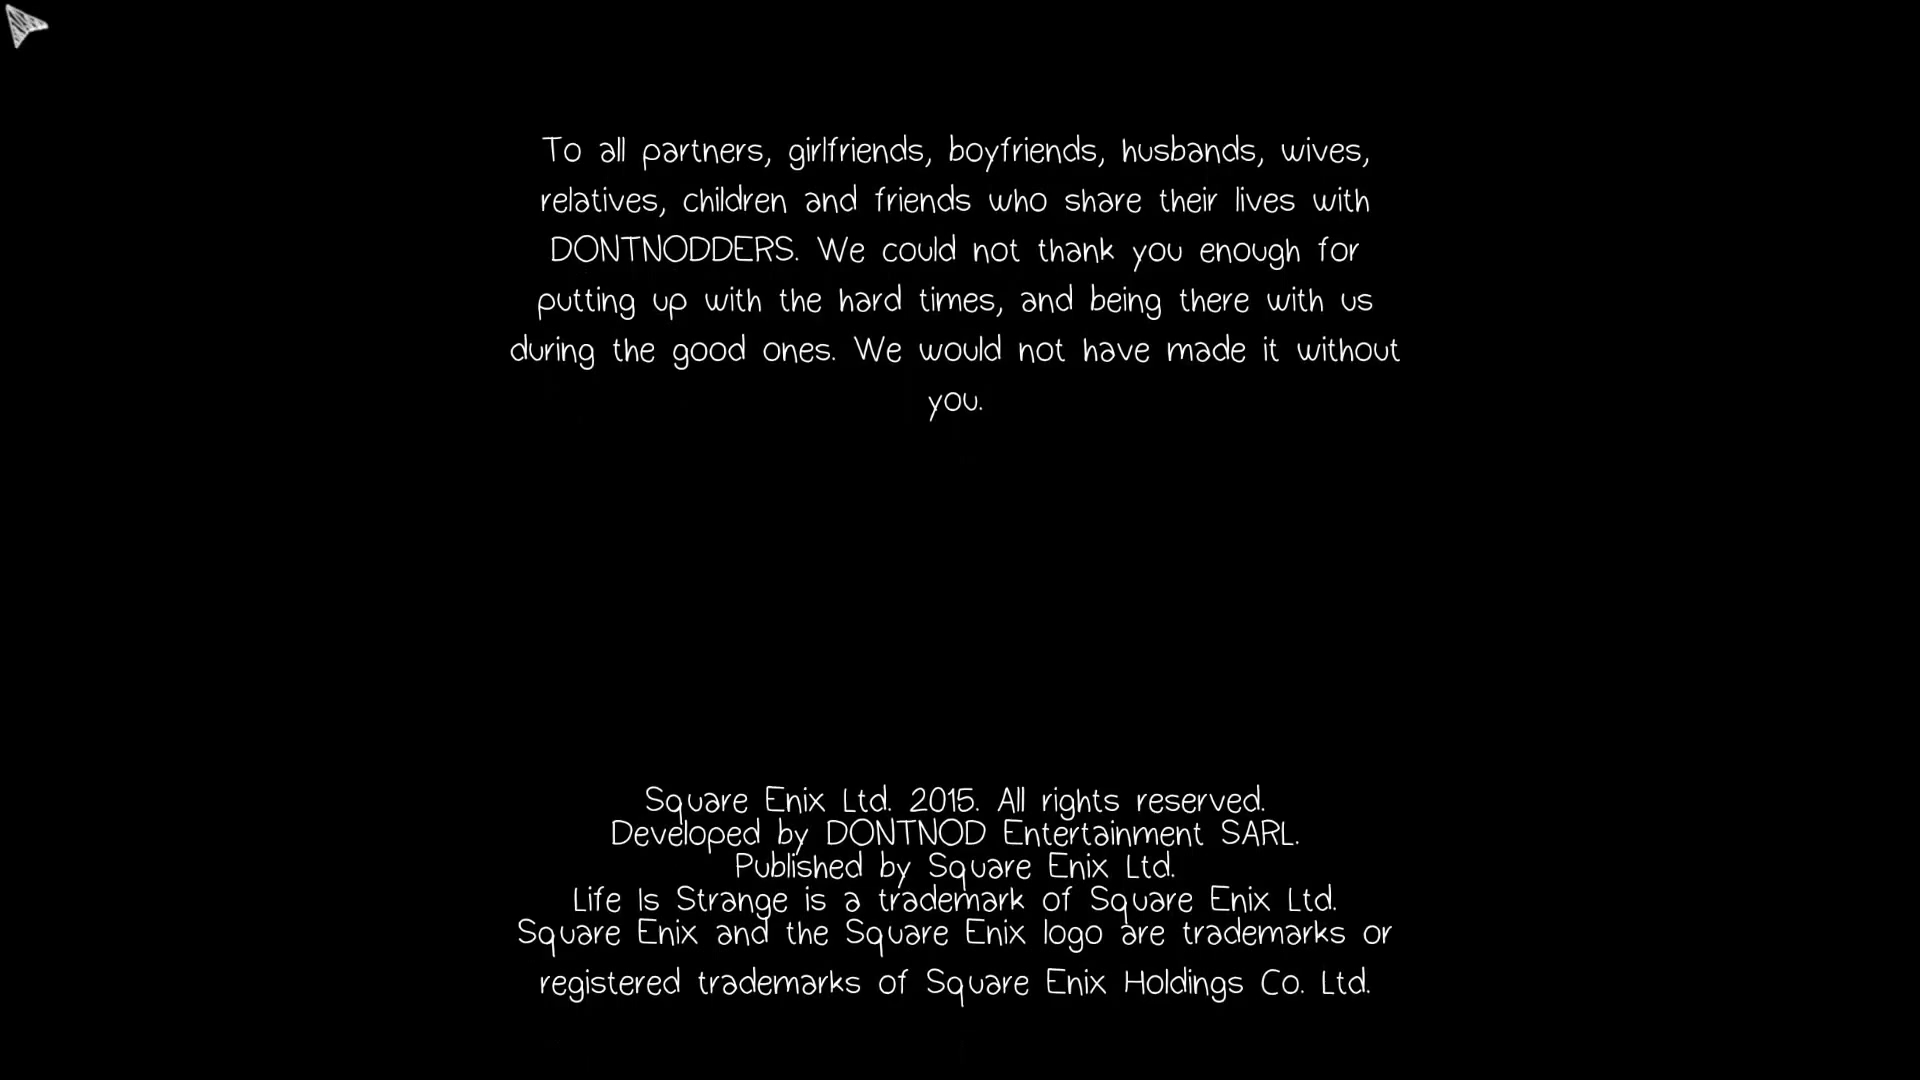 To all partners, girlfriends, boyfriends, husbands, wives,
relatives, children and friends who share their lives with
DONTNODDERS. We could not thank you enough for
putting up with the hard times, and being there with us
during the good ones. We would not have made it without
you.
Square Enix Ltd. 2015. All rights reserved.
Developed by DONTNOD Entertainment SARL.
Published by Square Enix Ltd.
Life Is Strange is a trademark of Square Enix Ltd.
Square Enix and the Square Enix logo are trademarks or
registered trademarks of Square Enix Holdings Co. Ltd.